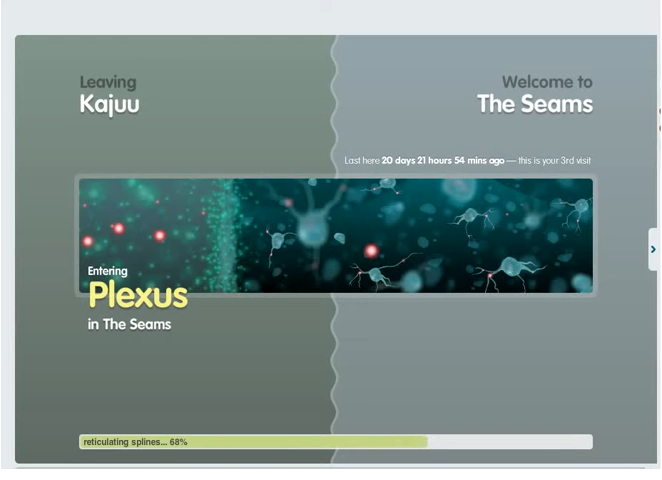 Leaving
Kajuu
Welcome to
The Seams
Last here 20 days 21 hours 54 mins ago — this is your 3rd visit
Entering
Plexus
in The Seams
reticulating splines... 68%